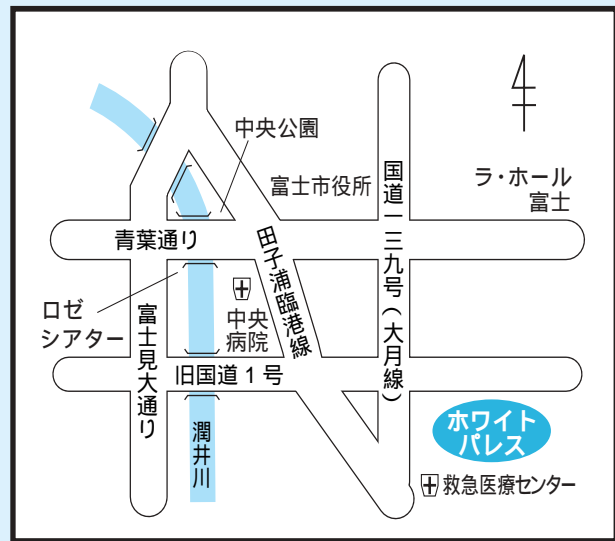 中央公園
富士市役所
ラ・ホール
富士
国道一三九号(大月線)
青葉通り
田子浦臨港線
ロゼ
シアター
中央
病院
富士見大通り
旧国道1号
潤井川
ホワイト
パレス
救急医療センター